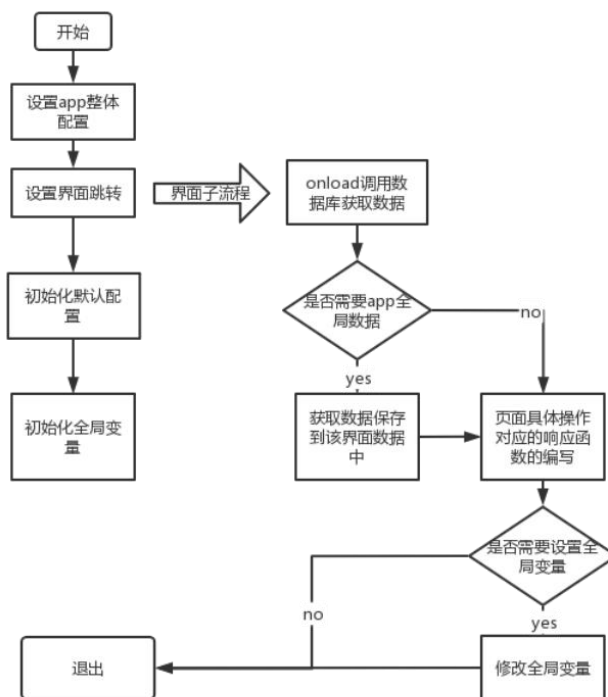 开始
设置app整体
配置
设置界面跳转
界面子流程
onload调用数
据库获取数据
初始化默认配
置
是否需要app全
局数据
no
yes
初始化全局变
量
获取数据保存
到该界面数据
中
页面具体操作
对应的响应函
数的编写
是否需要设置全
局变量
no
yes
退出
修改全局变量